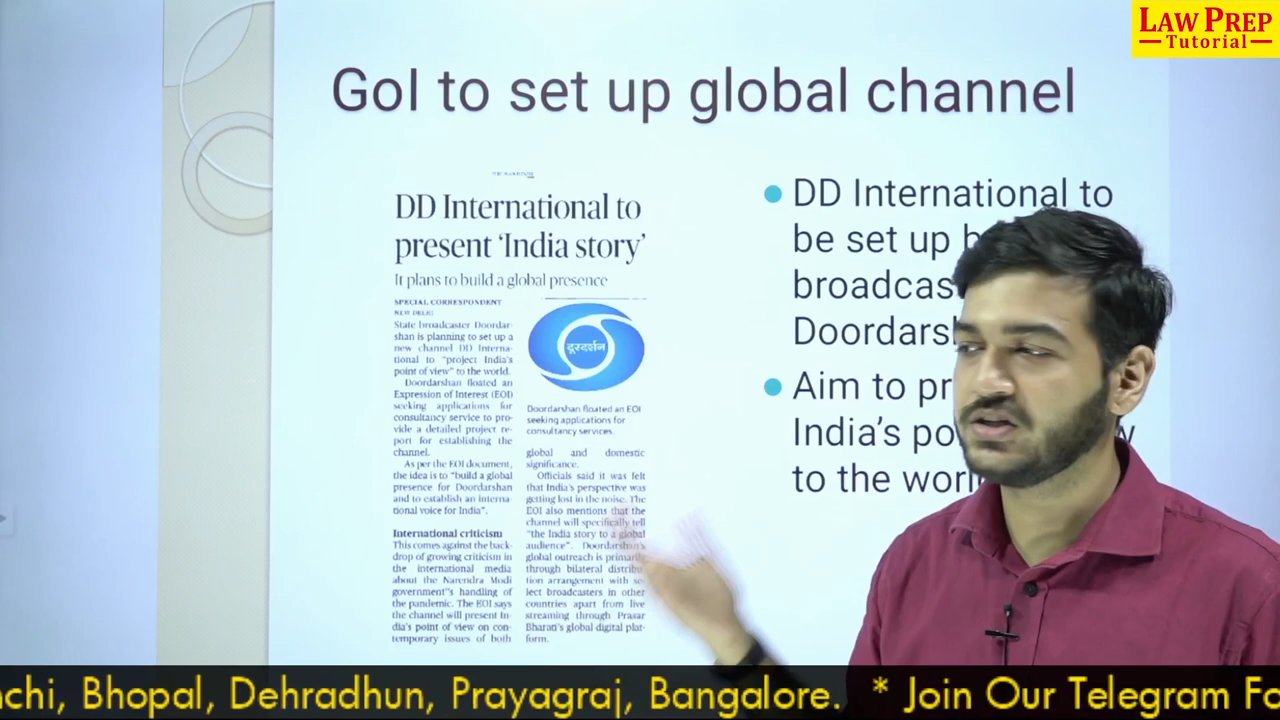 LAW PREP
Tutorial
GoI to set up global channel
DD International to
present ‘India story’
It plans to build a global presence
SPECIAL CORRESPONDENT
NEW DELHI
State broadcaster Doordar-
shan is planning to set up a
new channel DD Interna-
tional to “project India’s
point of view” to the world.
Doordarshan floated an
Expression of Interest (EOI)
seeking applications for
consultancy service to pro-
vide a detailed project re-
port for establishing the
channel.
As per the EOI document,
the idea is to “build a global
presence for Doordarshan
and to establish an interna-
tional voice for India”.
International criticism
This comes against the back-
drop of growing criticism in
the international media
about the Narendra Modi
government”s handling of
the pandemic. The EOI says
the channel will present In-
dia’s point of view on con-
temporary issues of both
दूरदर्शन
Doordarshan floated an EOI
seeking applications for
consultancy services.
global and domestic
significance.
Officials said it was felt
that India’s perspective was
getting lost in the noise. The
EOI also mentions that the
channel will specifically tell
“the India story to a global
audience”. Doordarshan’s
global outreach is primarily
through bilateral distribu-
tion arrangement with se-
lect broadcasters in other
countries apart from live
streaming through Prasar
Bharati’s global digital plat-
form.
DD International to
be set up
broadcas
Doordarsh
Aim to pr
India’s po w
to the worl
nchi, Bhopal, Dehradhun, Prayagraj, Bangalore. * Join Our Telegram Fo